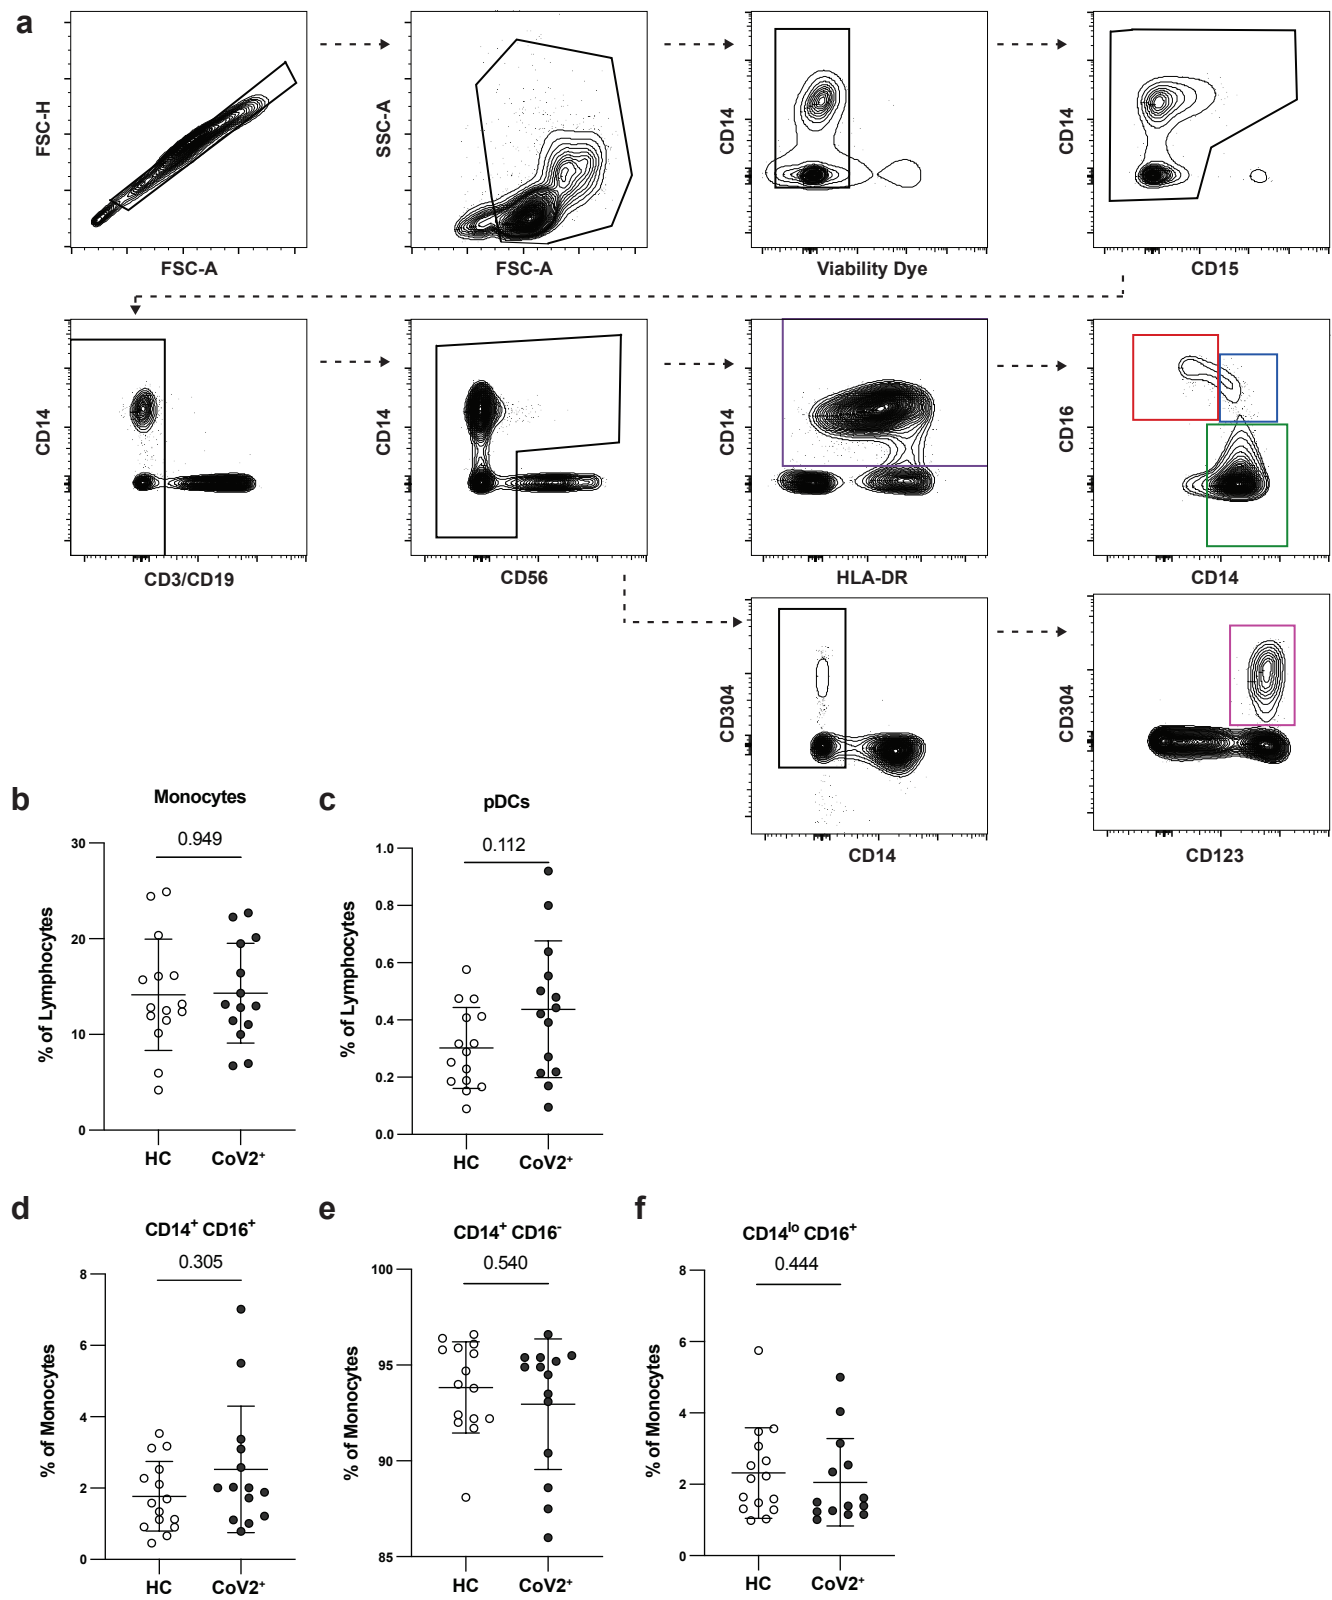 a
FSC-H
FSC-A
SSC-A
FSC-A
CD14
Viability Dye
CD14
CD15
CD14
CD3/CD19
CD14
CD56
CD14
HLA-DR
CD16
CD14
CD304
CD14
CD304
CD123
b
Monocytes
0.949
30
20
10
0
% of Lymphocytes
HC
CoV2⁺
c
pDCs
0.112
1.0
0.8
0.6
0.4
0.2
0.0
% of Lymphocytes
HC
CoV2⁺
d
CD14⁺ CD16⁺
0.305
8
6
4
2
0
% of Monocytes
HC
CoV2⁺
e
CD14⁺ CD16⁻
0.540
100
95
90
85
% of Monocytes
HC
CoV2⁺
f
CD14ˡᵒ CD16⁺
0.444
8
6
4
2
0
% of Monocytes
HC
CoV2⁺